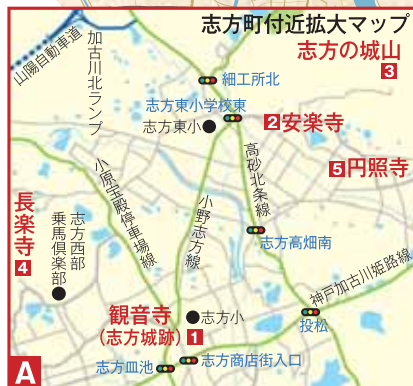 志方町付近拡大マップ
山陽自動車道
加古川北ランプ
志方の城山
3
細工所北
志方東小学校東
志方東小
2 安楽寺
5 円照寺
小原宝殿停車場線
小野志方線
高砂北条線
長楽寺
4
志方西部
乗馬倶楽部
志方高畑南
神戸加古川姫路線
観音寺
(志方城跡) 1
志方小
投松
志方商店街入口
志方皿池
A